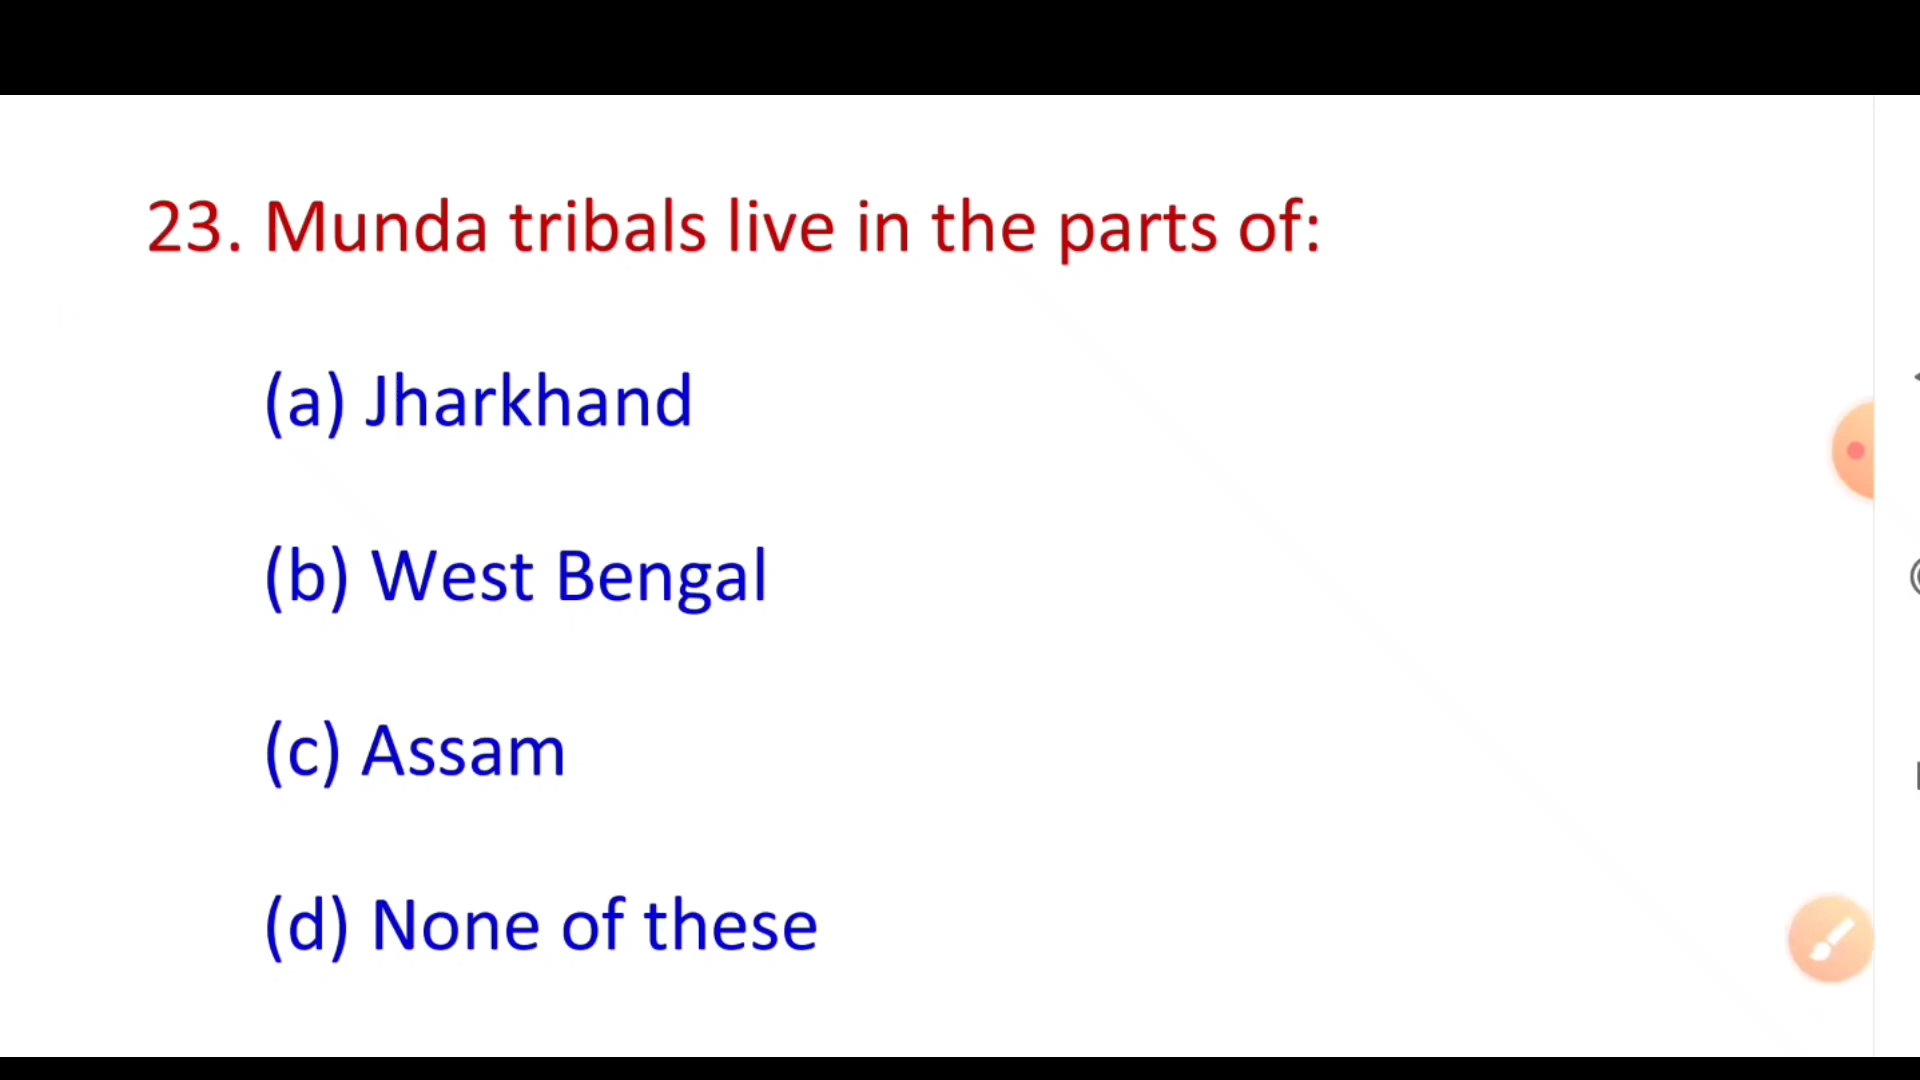 23. Munda tribals live in the parts of:
(a) Jharkhand
(b) West Bengal
(c) Assam
(d) None of these